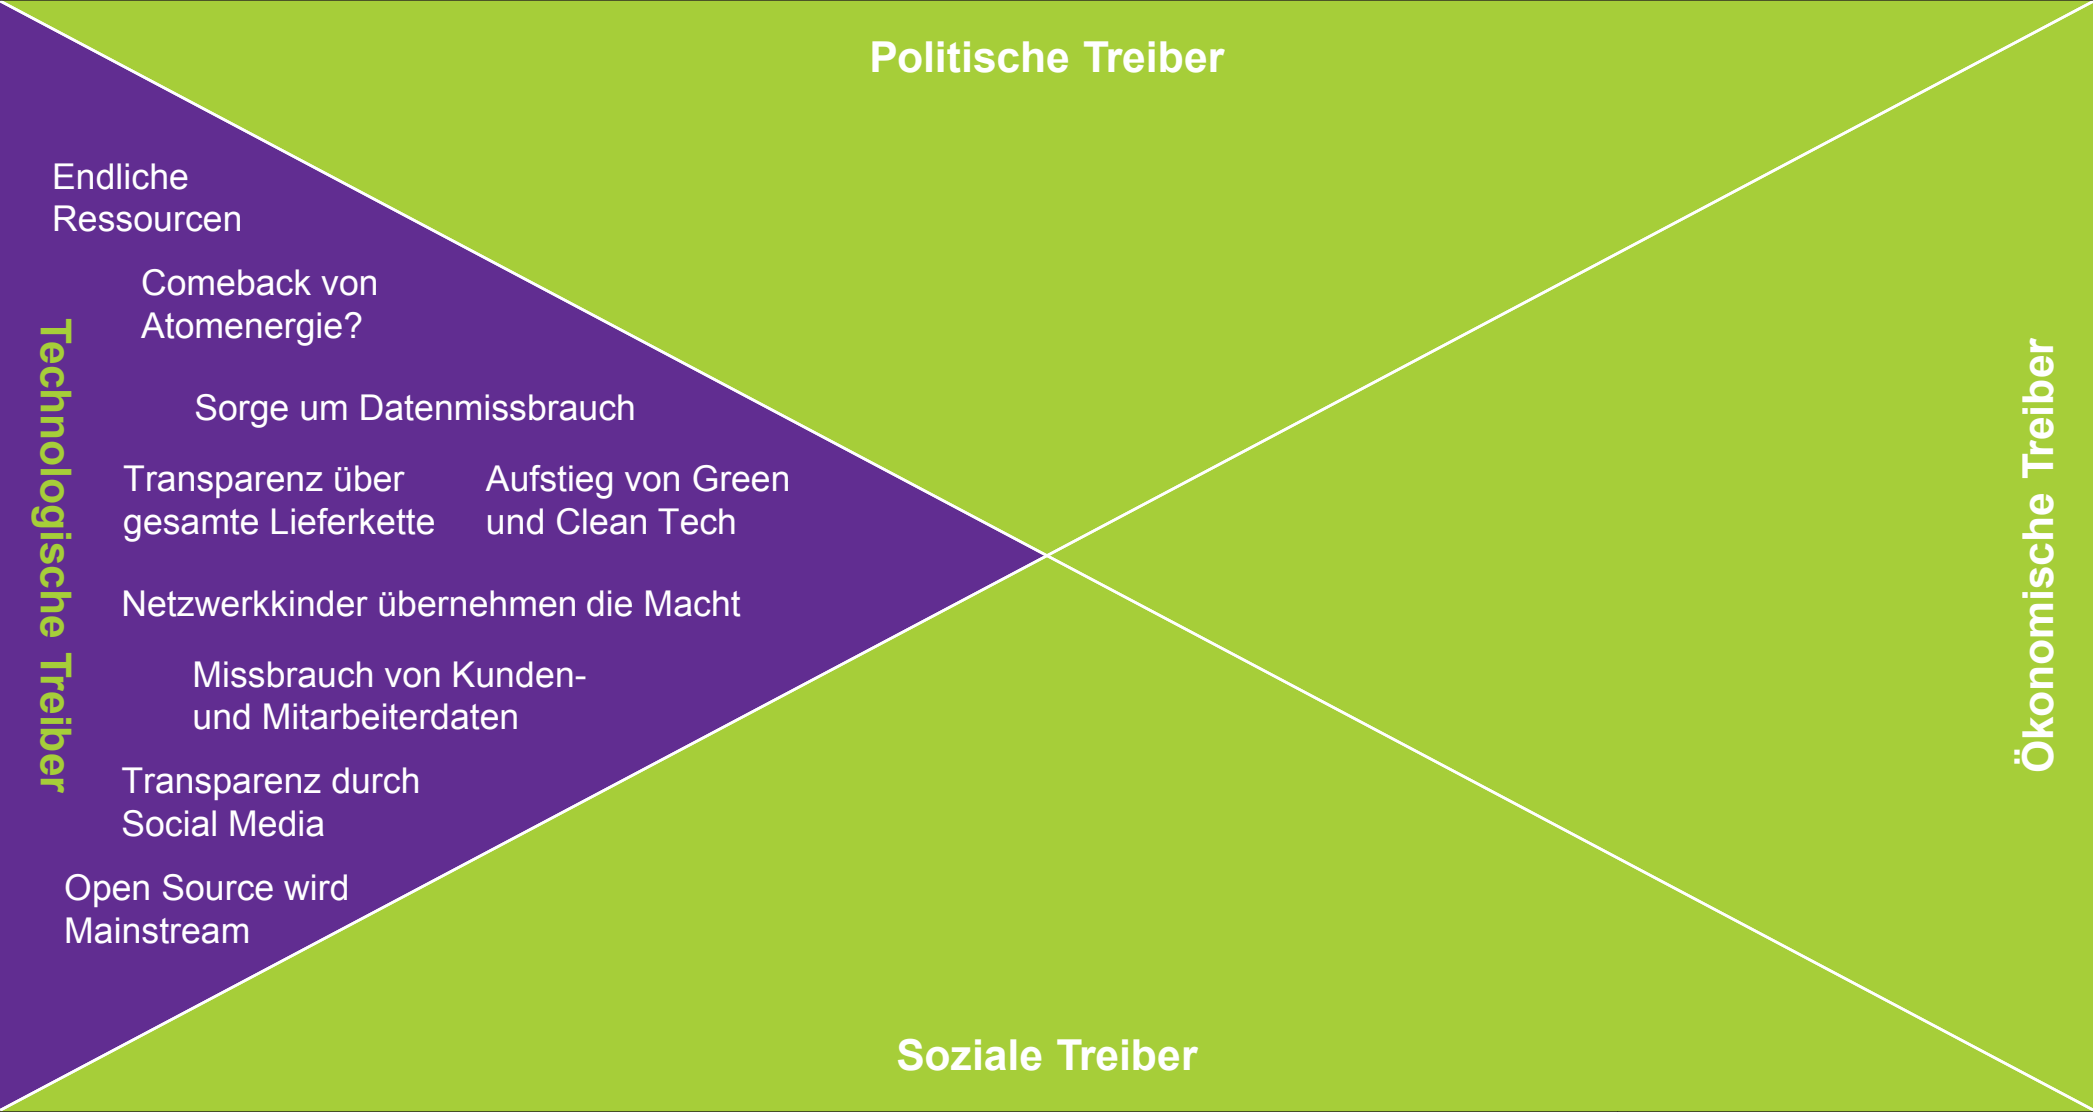 Politische Treiber
Endliche
Ressourcen
Comeback von
Atomenergie?
Technologische Treiber
Sorge um Datenmissbrauch
Transparenz über
gesamte Lieferkette
Aufstieg von Green
und Clean Tech
Netzwerkkinder übernehmen die Macht
Missbrauch von Kunden-
und Mitarbeiterdaten
Transparenz durch
Social Media
Open Source wird
Mainstream
Ökonomische Treiber
Soziale Treiber